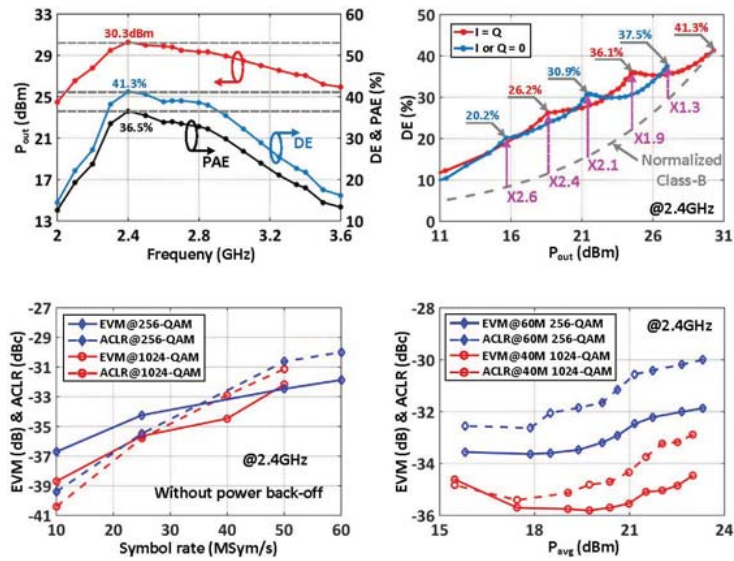 33
29
25
21
17
13
P_out (dBm)
30.3dBm
41.3%
36.5%
DE
PAE
60
50
40
30
20
10
DE & PAE (%)
2
2.4
2.8
3.2
3.6
Frequeny (GHz)
50
40
30
20
10
0
DE (%)
I = Q
I or Q = 0
20.2%
26.2%
30.9%
36.1%
37.5%
41.3%
X2.6
X2.4
X2.1
X1.9
X1.3
Normalized
Class-B
@2.4GHz
11
16
21
26
31
P_out (dBm)
-27
-29
-31
-33
-35
-37
-39
-41
EVM (dB) & ACLR (dBc)
EVM@256-QAM
ACLR@256-QAM
EVM@1024-QAM
ACLR@1024-QAM
@2.4GHz
Without power back-off
10
20
30
40
50
60
Symbol rate (MSym/s)
-28
-30
-32
-34
-36
EVM (dB) & ACLR (dBc)
EVM@60M 256-QAM
ACLR@60M 256-QAM
EVM@40M 1024-QAM
ACLR@40M 1024-QAM
@2.4GHz
15
18
21
24
P_avg (dBm)